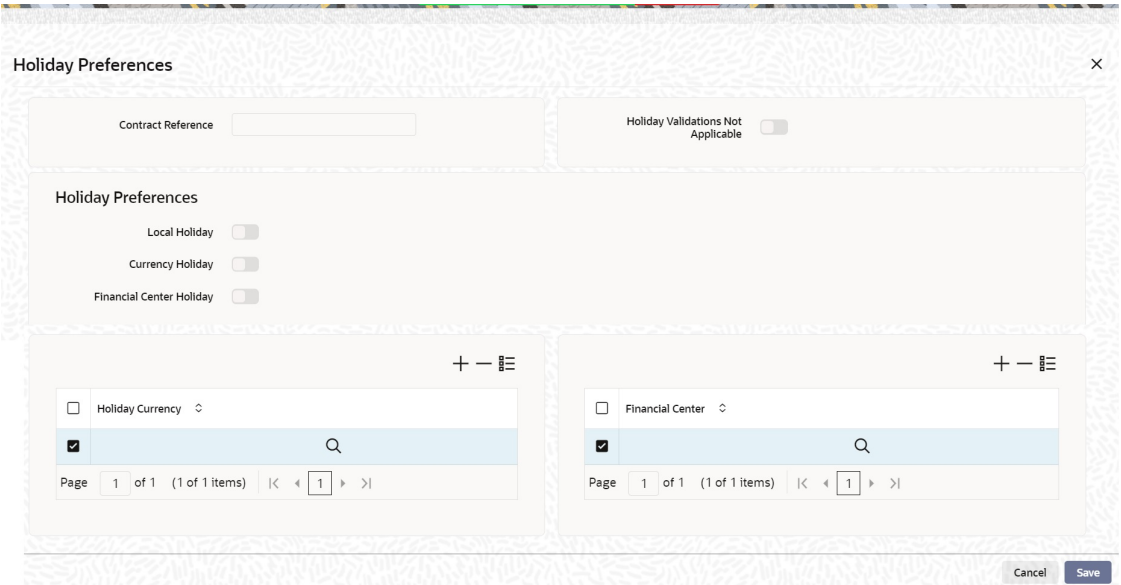 Holiday Preferences
Contract Reference
Holiday Validations Not
Applicable
Holiday Preferences
Local Holiday
Currency Holiday
Financial Center Holiday
Holiday Currency
Page 1 of 1 (1 of 1 items) 1
Financial Center
Page 1 of 1 (1 of 1 items) 1
Cancel Save